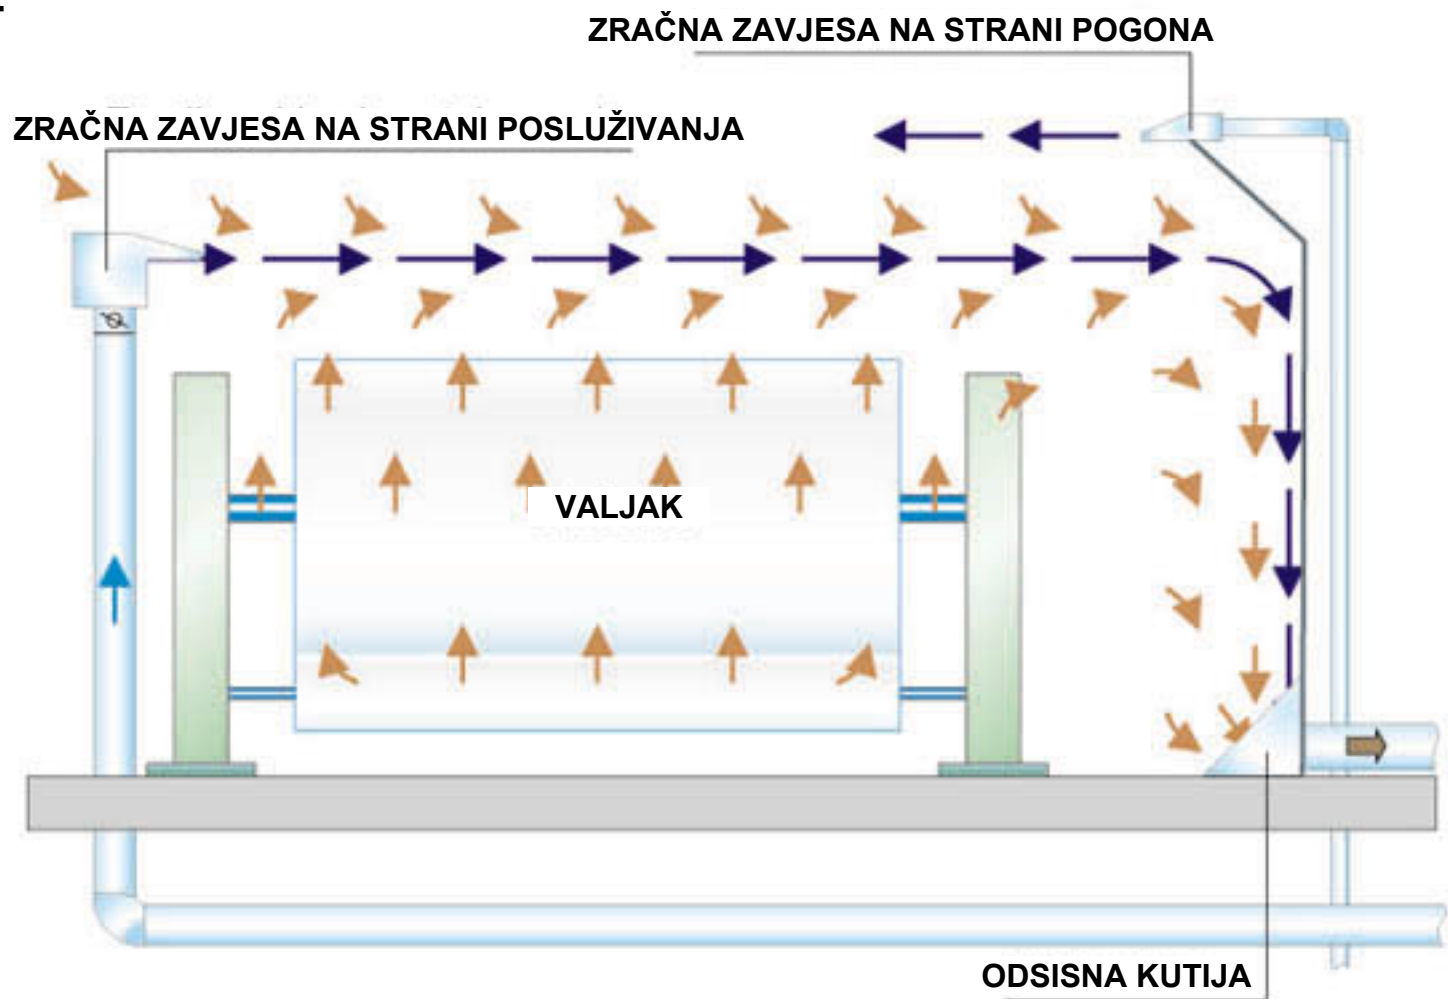 ZRAČNA ZAVJESA NA STRANI POGONA
ZRAČNA ZAVJESA NA STRANI POSLUŽIVANJA
VALJAK
ODSISNA KUTIJA